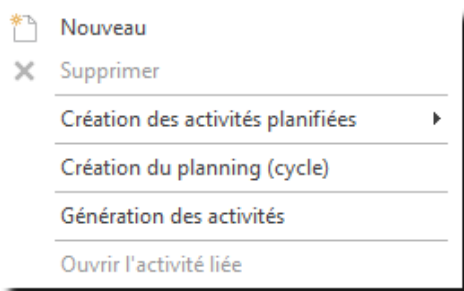 Nouveau
Supprimer
Création des activités planifiées
Création du planning (cycle)
Génération des activités
Ouvrir l'activité liée